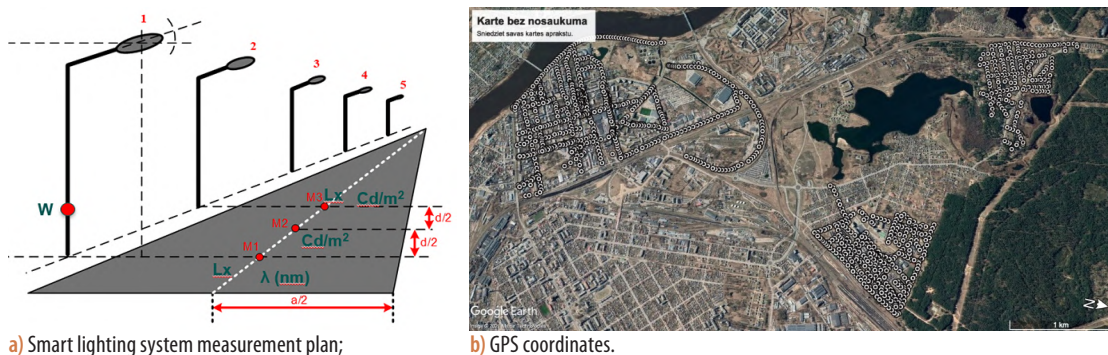 1
2
3
4
5
W
M3 Lx Cd/m²
d/2
M2
Cd/m²
d/2
M1
Lx
λ (nm)
a/2
a) Smart lighting system measurement plan;
Karte bez nosaukuma
Sniedziet savas kartes aprakstu.
Google Earth
N
1 km
b) GPS coordinates.